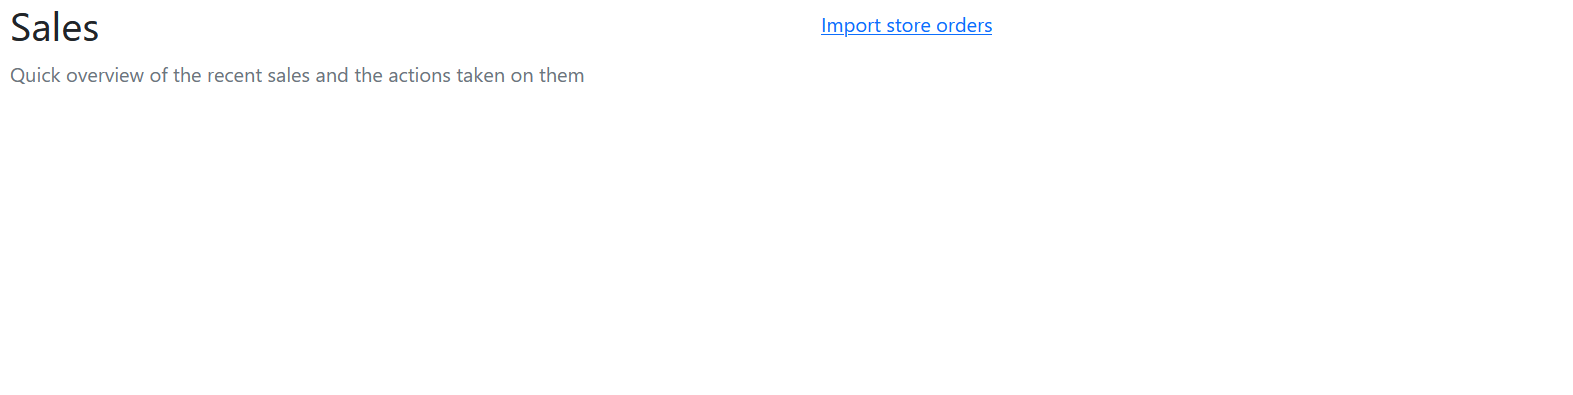 Sales
Import store orders
Quick overview of the recent sales and the actions taken on them